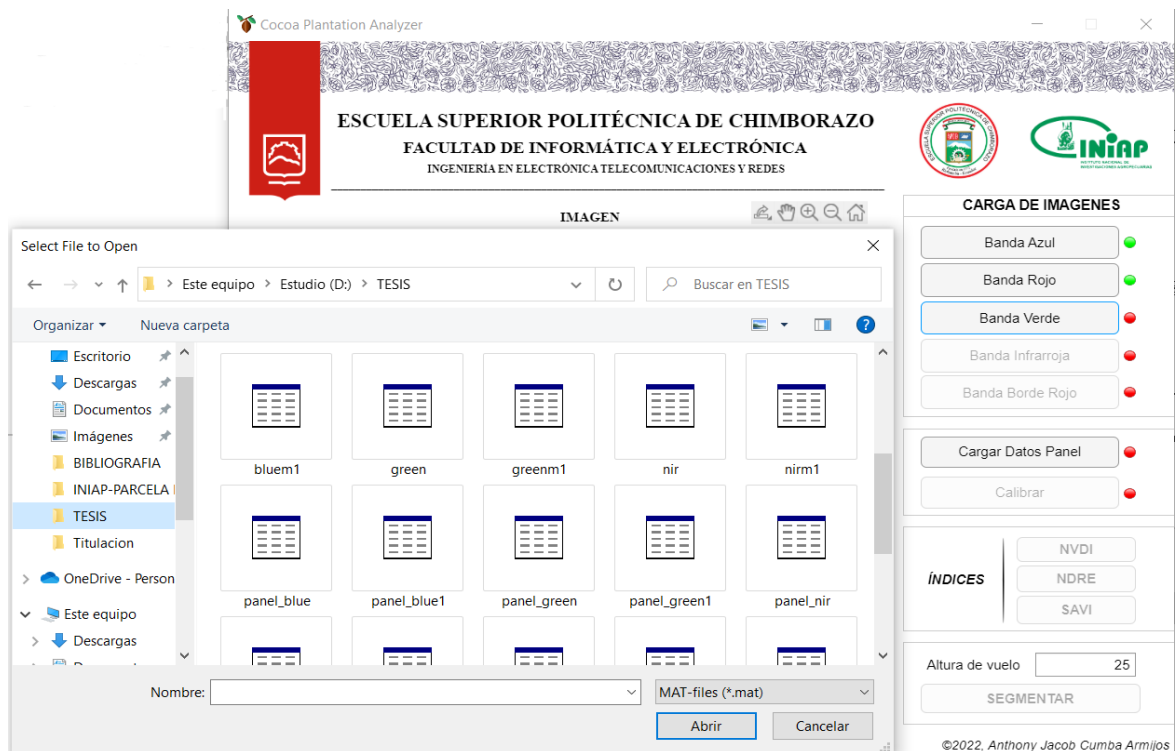 Cocoa Plantation Analyzer
ESCUELA SUPERIOR POLITÉCNICA DE CHIMBORAZO
FACULTAD DE INFORMÁTICA Y ELECTRÓNICA
INGENIERÍA EN ELECTRÓNICA TELECOMUNICACIONES Y REDES
INIAP
IMAGEN
CARGA DE IMAGENES
Banda Azul
Banda Rojo
Banda Verde
Banda Infrarroja
Banda Borde Rojo
Cargar Datos Panel
Calibrar
ÍNDICES
NVDI
NDRE
SAVI
Altura de vuelo 25
SEGMENTAR
©2022, Anthony Jacob Cumba Armijos
Select File to Open
Este equipo > Estudio (D:) > TESIS
Buscar en TESIS
Organizar
Nueva carpeta
Escritorio
Descargas
Documentos
Imágenes
BIBLIOGRAFIA
INIAP-PARCELA
TESIS
Titulacion
OneDrive - Person
Este equipo
Descargas
bluem1 green greenm1 nir nirm1
panel_blue panel_blue1 panel_green panel_green1 panel_nir
Nombre:
MAT-files (*.mat)
Abrir
Cancelar